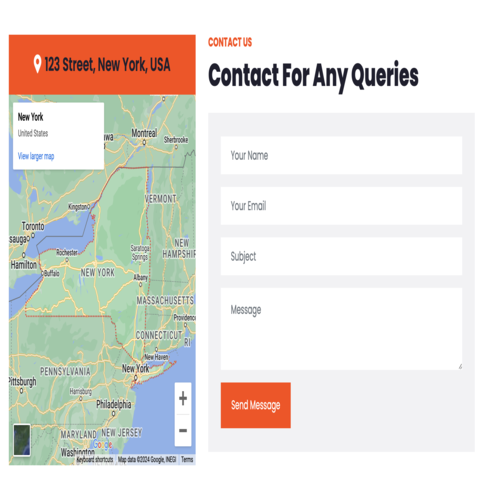 123 Street, New York, USA
New York
United States
View larger map
Montreal
Sherbrooke
Kingston
VERMONT
Toronto
Rochester
Saratoga
Springs
NEW
HAMPSHIR
Hamilton
Buffalo
NEW YORK
Albany
MASSACHUSETTS
Providence
CONNECTICUT
RI
New Haven
New York
PENNSYLVANIA
Pittsburgh
Harrisburg
Philadelphia
MARYLAND
NEW JERSEY
Google
Washington
Keyboard shortcuts
Map data ©2024 Google, INEGI
Terms
CONTACT US
Contact For Any Queries
Your Name
Your Email
Subject
Message
Send Message